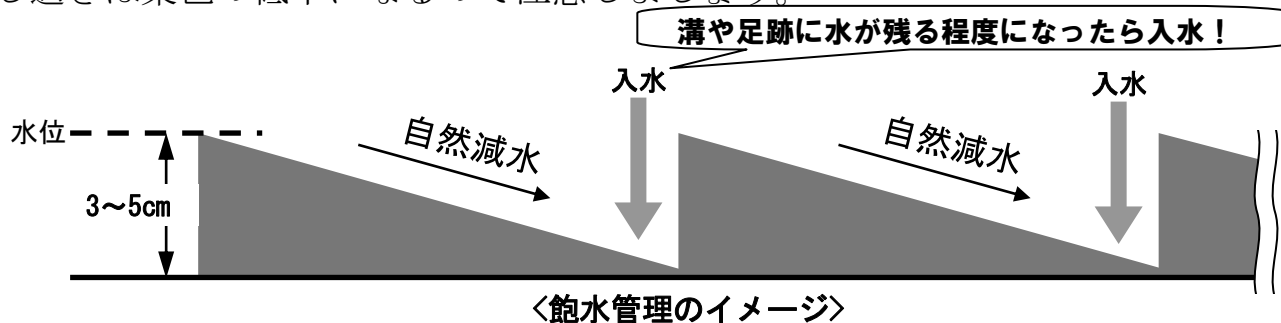 溝や足跡に水が残る程度になったら入水！
入水
入水
水位
自然減水
自然減水
3～5cm
<飽水管理のイメージ>